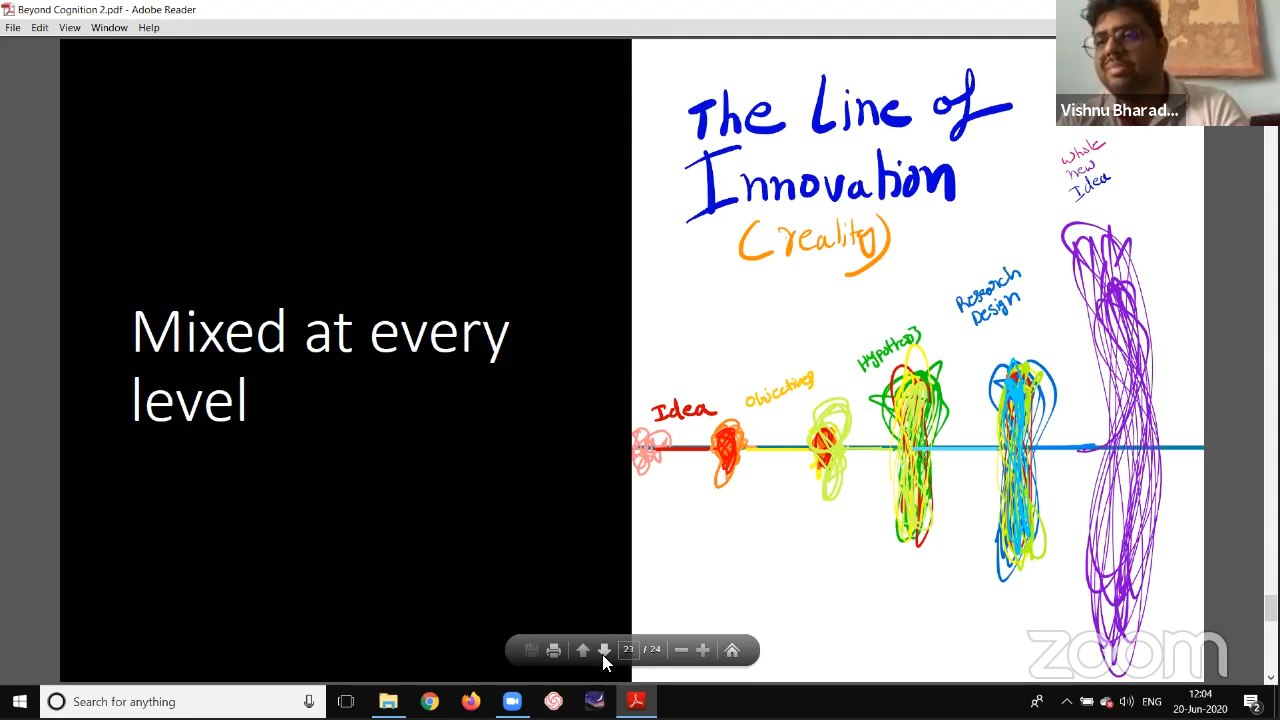 Beyond Cognition 2.pdf - Adobe Reader
File Edit View Window Help
Vishnu Bharad...
The Line of
Innovation
(reality)
Whole
new
Idea
Research
Design
Idea
Mixed at every
level
23 / 24
zoom
Search for anything
ENG
12:04
20-Jun-2020
2